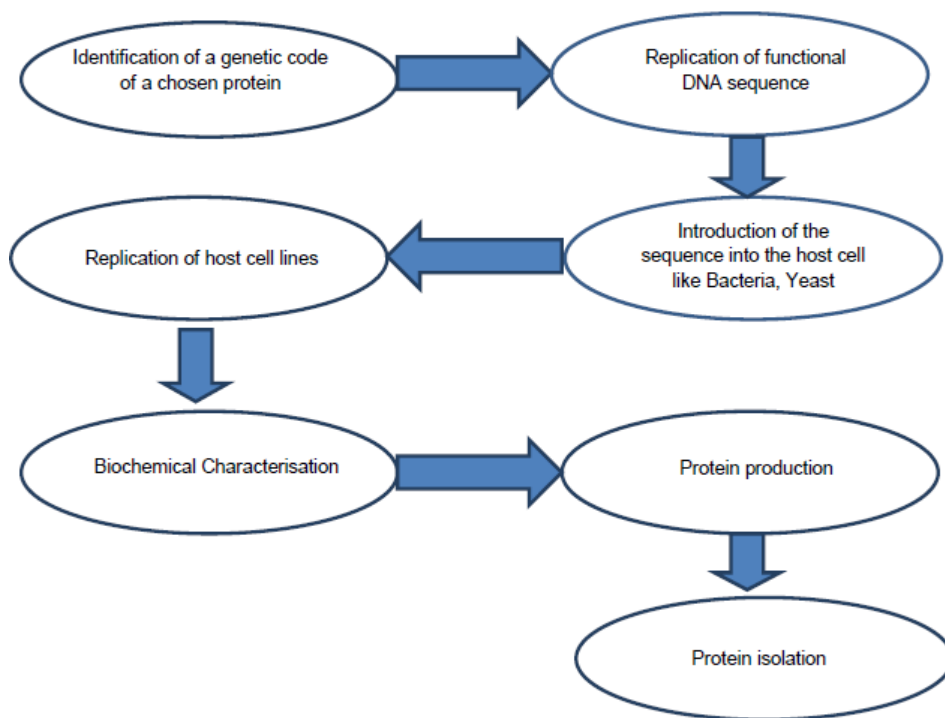 Identification of a genetic code
of a chosen protein
Replication of functional
DNA sequence
Introduction of the
sequence into the host cell
like Bacteria, Yeast
Replication of host cell lines
Biochemical Characterisation
Protein production
Protein isolation